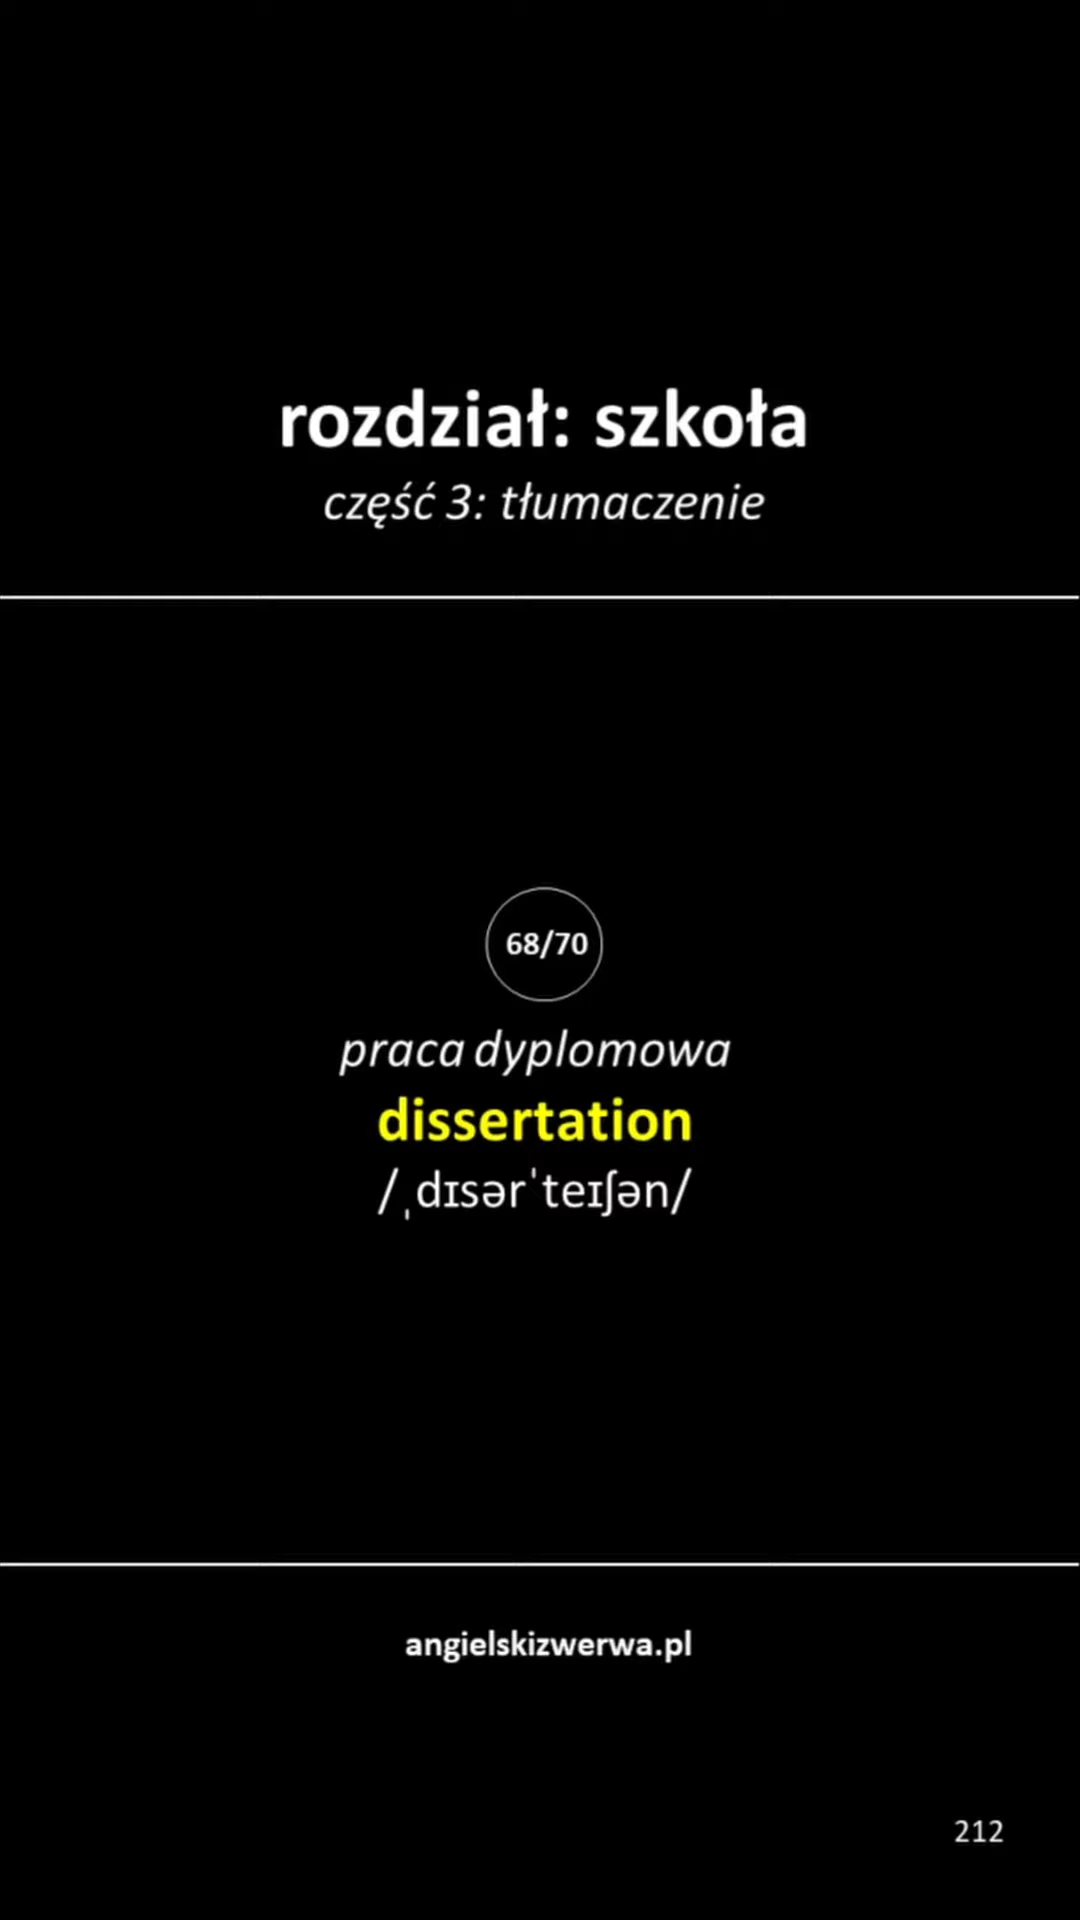 rozdział: szkoła
część 3: tłumaczenie
68/70
praca dyplomowa
dissertation
/ˌdɪsərˈteɪʃən/
angielskizwerwa.pl
212